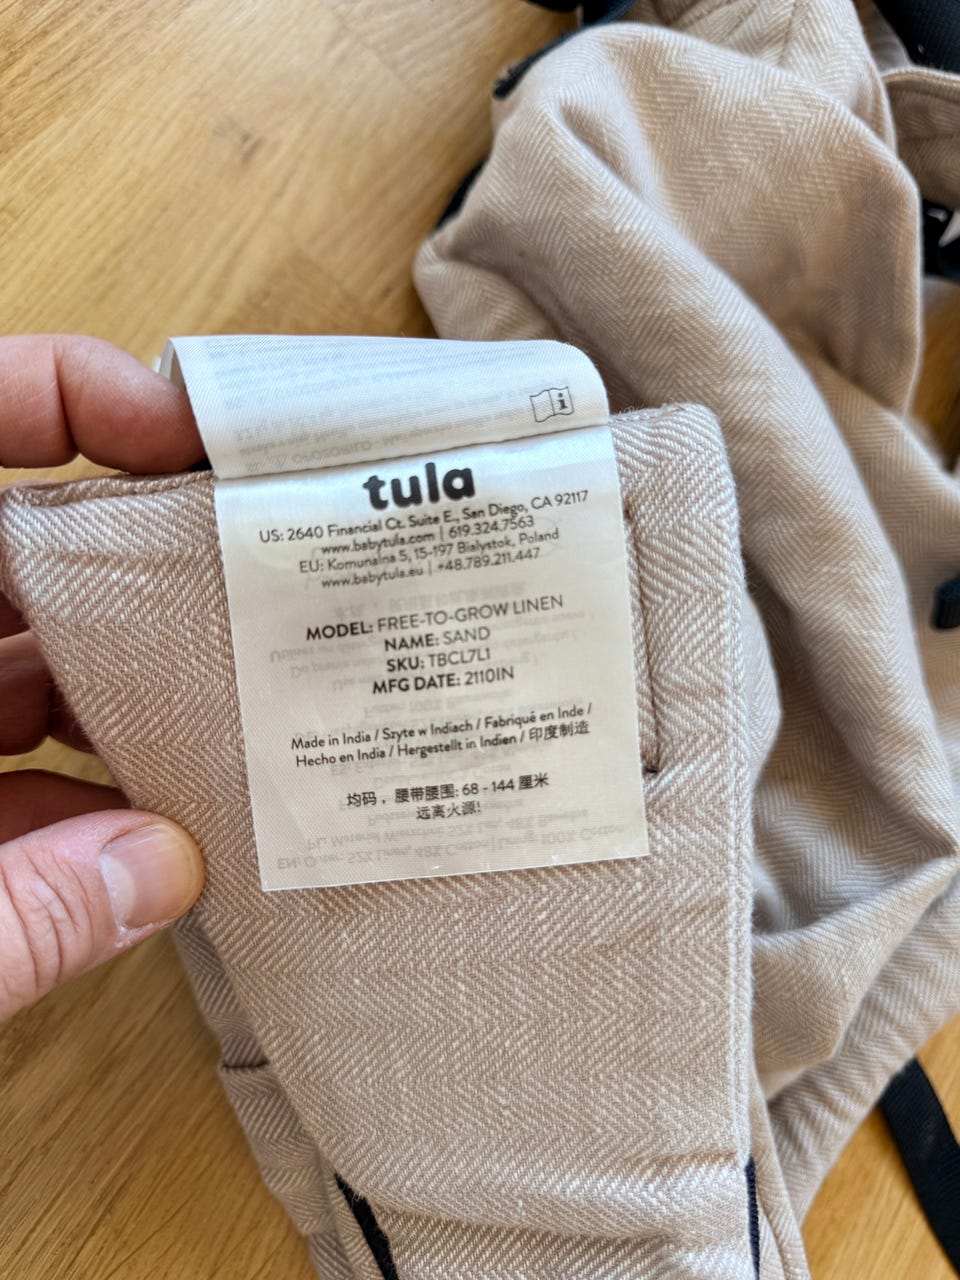 tula
US: 2640 Financial Ct. Suite E., San Diego, CA 92117
www.babytula.com | 619.324.7563
EU: Komunalna 5, 15-197 Bialystok, Poland
www.babytula.eu | +48.789.211.447
MODEL: FREE-TO-GROW LINEN
NAME: SAND
SKU: TBCL7L1
MFG DATE: 2110IN
Made in India / Szyte w Indiach / Fabriqué en Inde /
Hecho en India / Hergestellt in Indien / 印度制造
均码，腰带腰围: 68 - 144 厘米
远离火源!